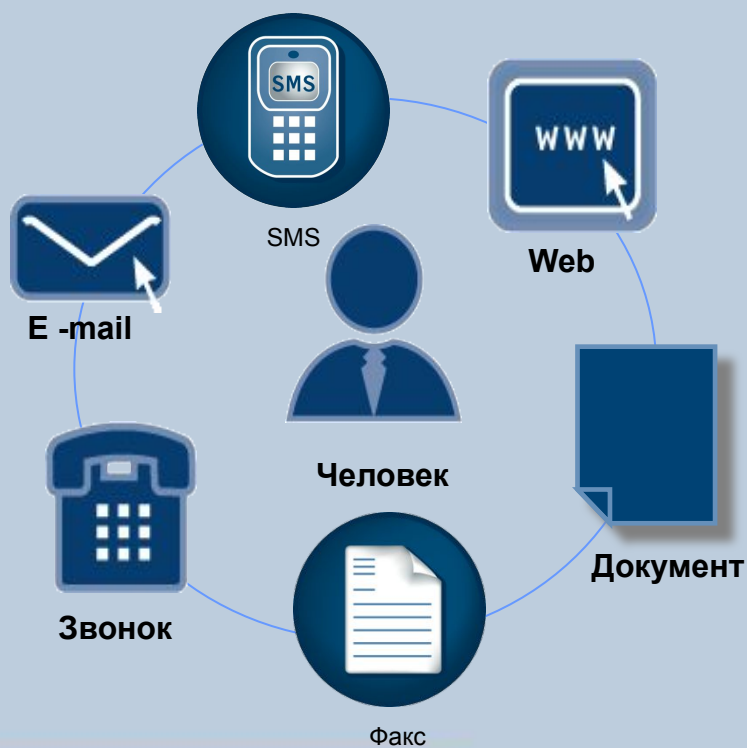 SMS
WWW
SMS
Web
E -mail
Человек
Документ
Звонок
Факс